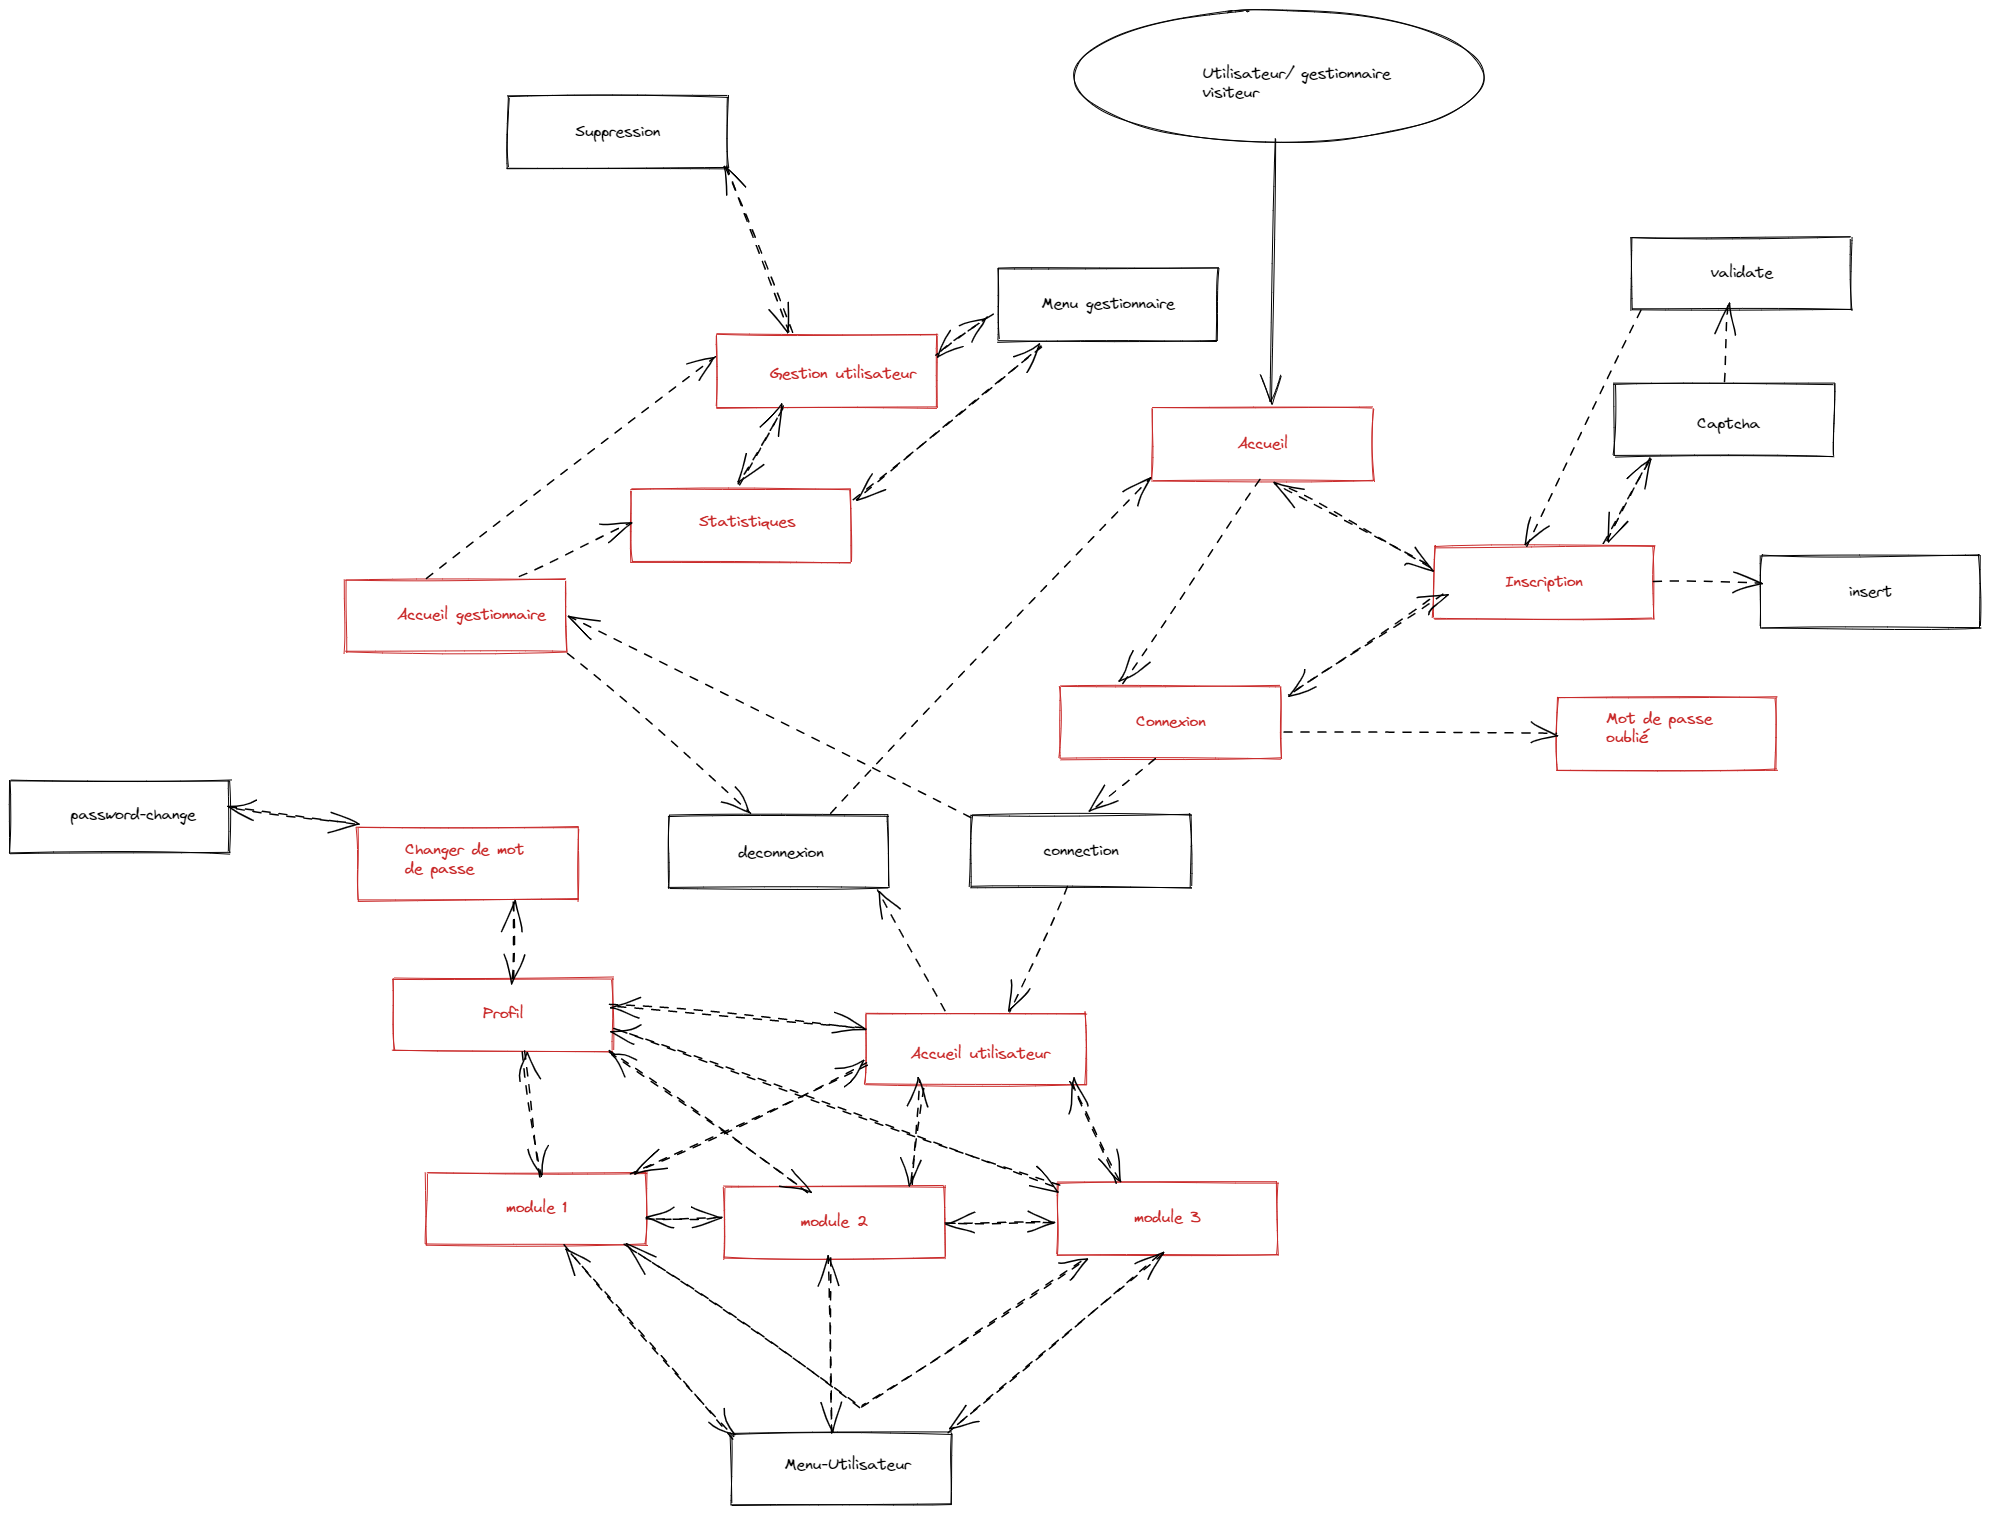 Utilisateur/ gestionnaire
visiteur
Suppression
validate
Menu gestionnaire
Gestion utilisateur
Captcha
Accueil
Statistiques
Inscription
insert
Accueil gestionnaire
Connexion
Mot de passe
oublié
password-change
Changer de mot
de passe
deconnexion
connection
Profil
Accueil utilisateur
module 1
module 2
module 3
Menu-Utilisateur